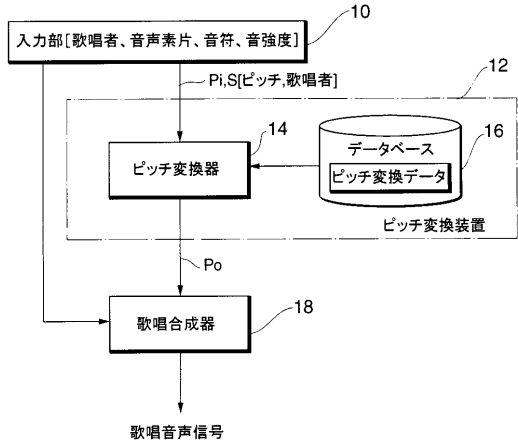 10
入力部[歌唱者、音声素片、音符、音強度]
Pi,S[ピッチ,歌唱者]
12
14
16
データベース
ピッチ変換器
ピッチ変換データ
ピッチ変換装置
Po
18
歌唱合成器
歌唱音声信号